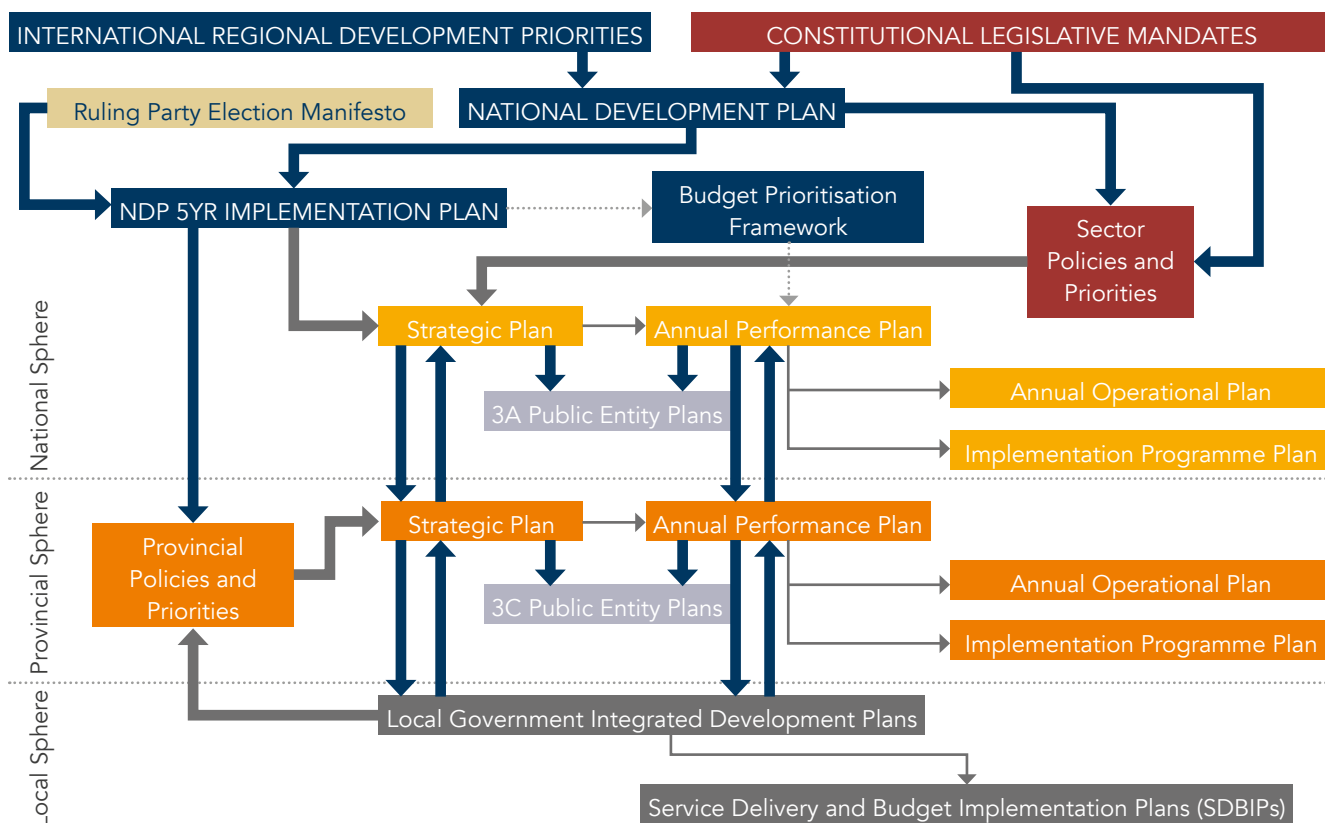 INTERNATIONAL REGIONAL DEVELOPMENT PRIORITIES
CONSTITUTIONAL LEGISLATIVE MANDATES
Ruling Party Election Manifesto
NATIONAL DEVELOPMENT PLAN
NDP 5YR IMPLEMENTATION PLAN
Budget Prioritisation
Framework
Sector
Policies and
Priorities
National Sphere
Strategic Plan
Annual Performance Plan
3A Public Entity Plans
Annual Operational Plan
Implementation Programme Plan
Provincial Sphere
Strategic Plan
Annual Performance Plan
Provincial
Policies and
Priorities
3C Public Entity Plans
Annual Operational Plan
Implementation Programme Plan
Local Sphere
Local Government Integrated Development Plans
Service Delivery and Budget Implementation Plans (SDBIPs)